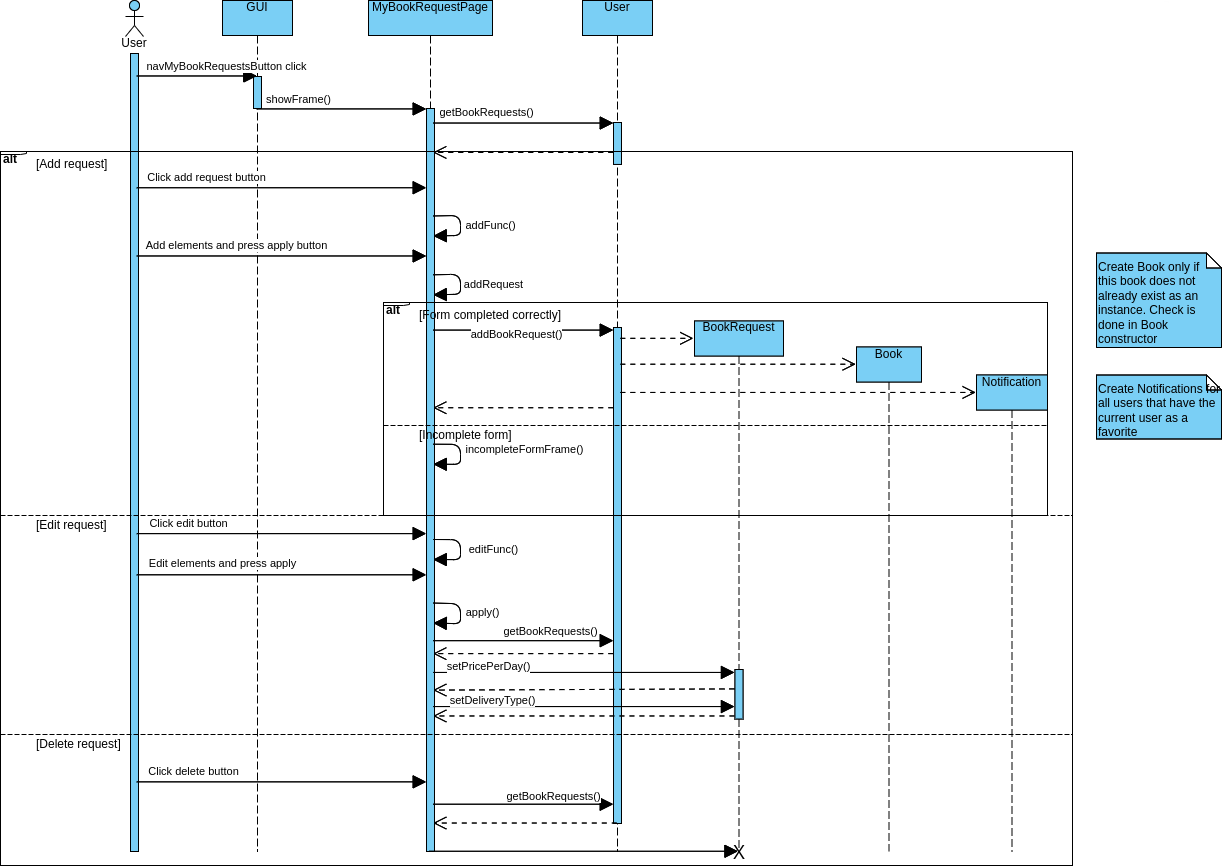 GUI
MyBookRequestPage
User
User
navMyBookRequestsButton click
showFrame()
getBookRequests()
alt
[Add request]
Click add request button
addFunc()
Add elements and press apply button
addRequest
alt
[Form completed correctly]
addBookRequest()
BookRequest
Book
Notification
Create Book only if
this book does not
already exist as an
instance. Check is
done in Book
constructor
Create Notifications for
all users that have the
current user as a
favorite
[Incomplete form]
incompleteFormFrame()
[Edit request]
Click edit button
editFunc()
Edit elements and press apply
apply()
getBookRequests()
setPricePerDay()
setDeliveryType()
[Delete request]
Click delete button
getBookRequests()